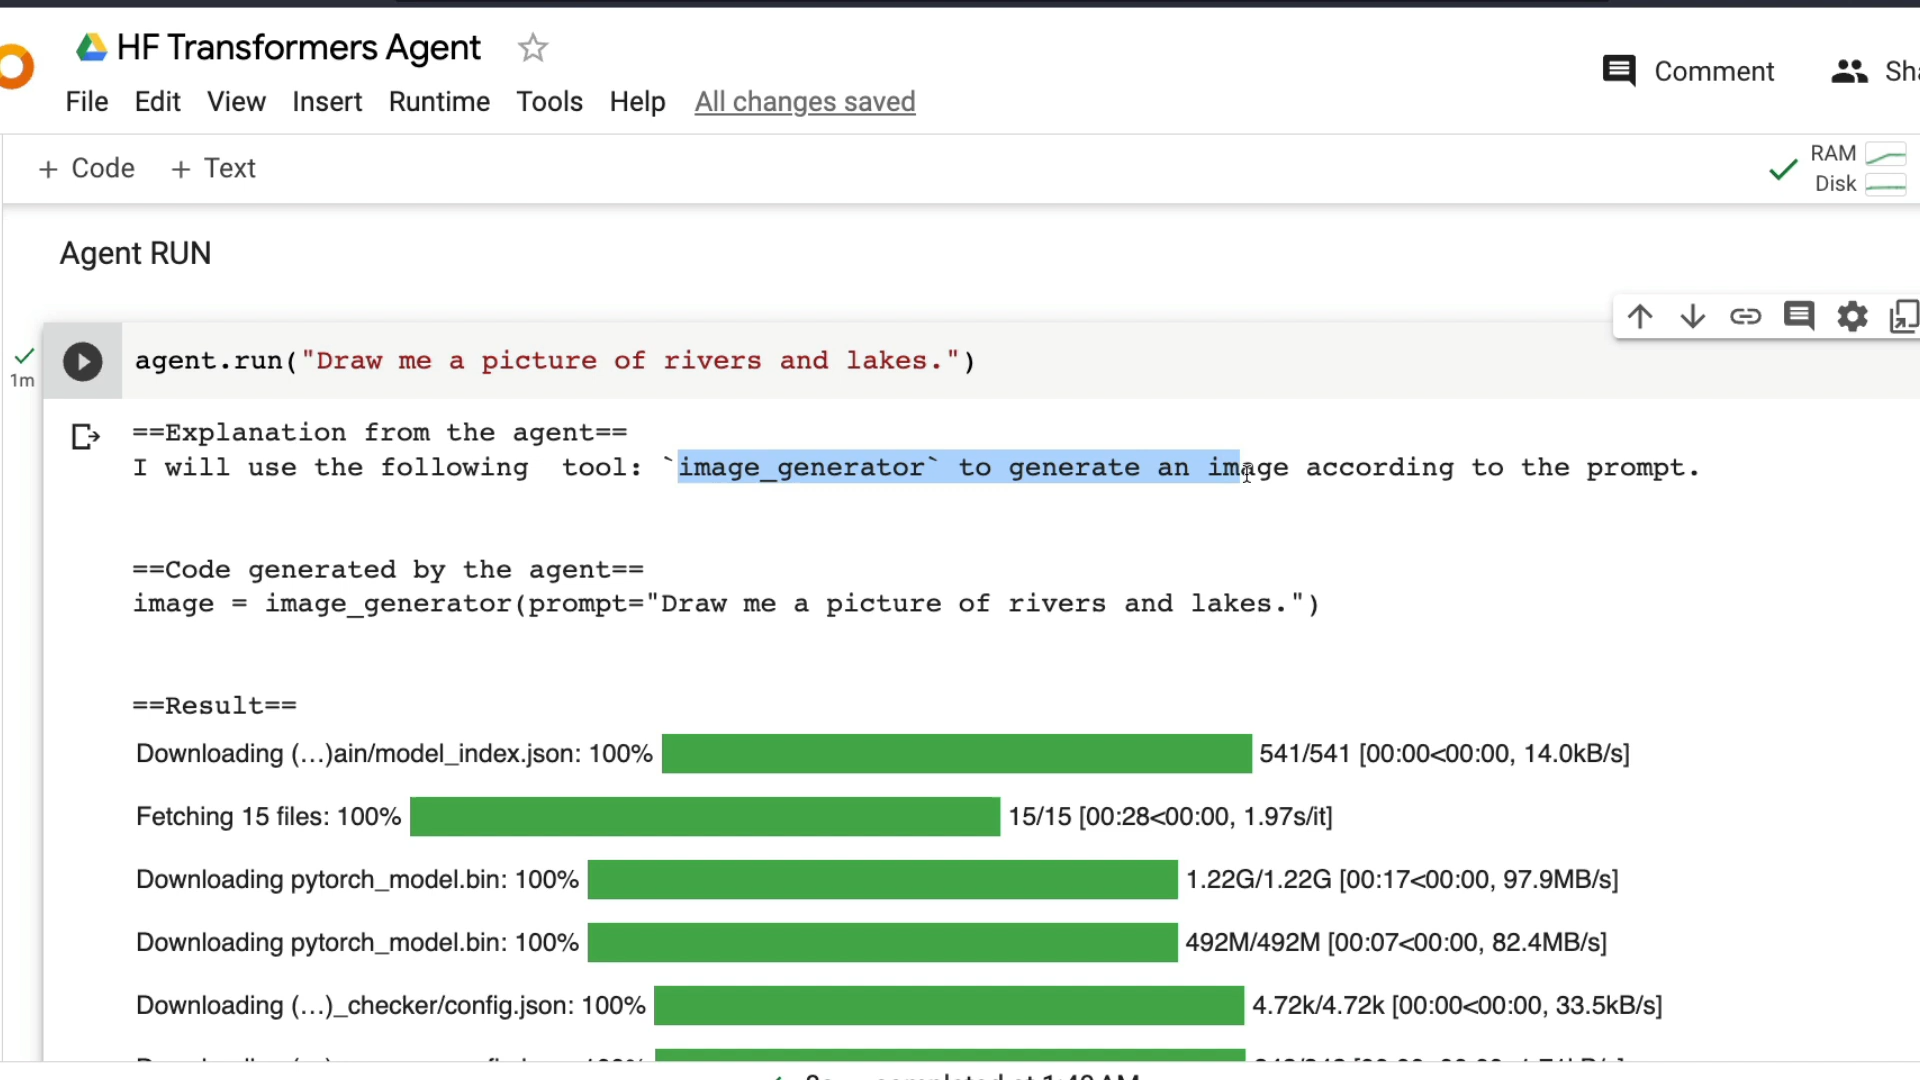 HF Transformers Agent
Comment
File Edit View Insert Runtime Tools Help All changes saved
+ Code + Text
RAM
Disk
Agent RUN
1m
agent.run("Draw me a picture of rivers and lakes.")
==Explanation from the agent==
I will use the following  tool: `image_generator` to generate an image according to the prompt.
==Code generated by the agent==
image = image_generator(prompt="Draw me a picture of rivers and lakes.")
==Result==
Downloading (…)ain/model_index.json: 100% 541/541 [00:00<00:00, 14.0kB/s]
Fetching 15 files: 100% 15/15 [00:28<00:00, 1.97s/it]
Downloading pytorch_model.bin: 100% 1.22G/1.22G [00:17<00:00, 97.9MB/s]
Downloading pytorch_model.bin: 100% 492M/492M [00:07<00:00, 82.4MB/s]
Downloading (…)_checker/config.json: 100% 4.72k/4.72k [00:00<00:00, 33.5kB/s]
completed at 1:42 AM